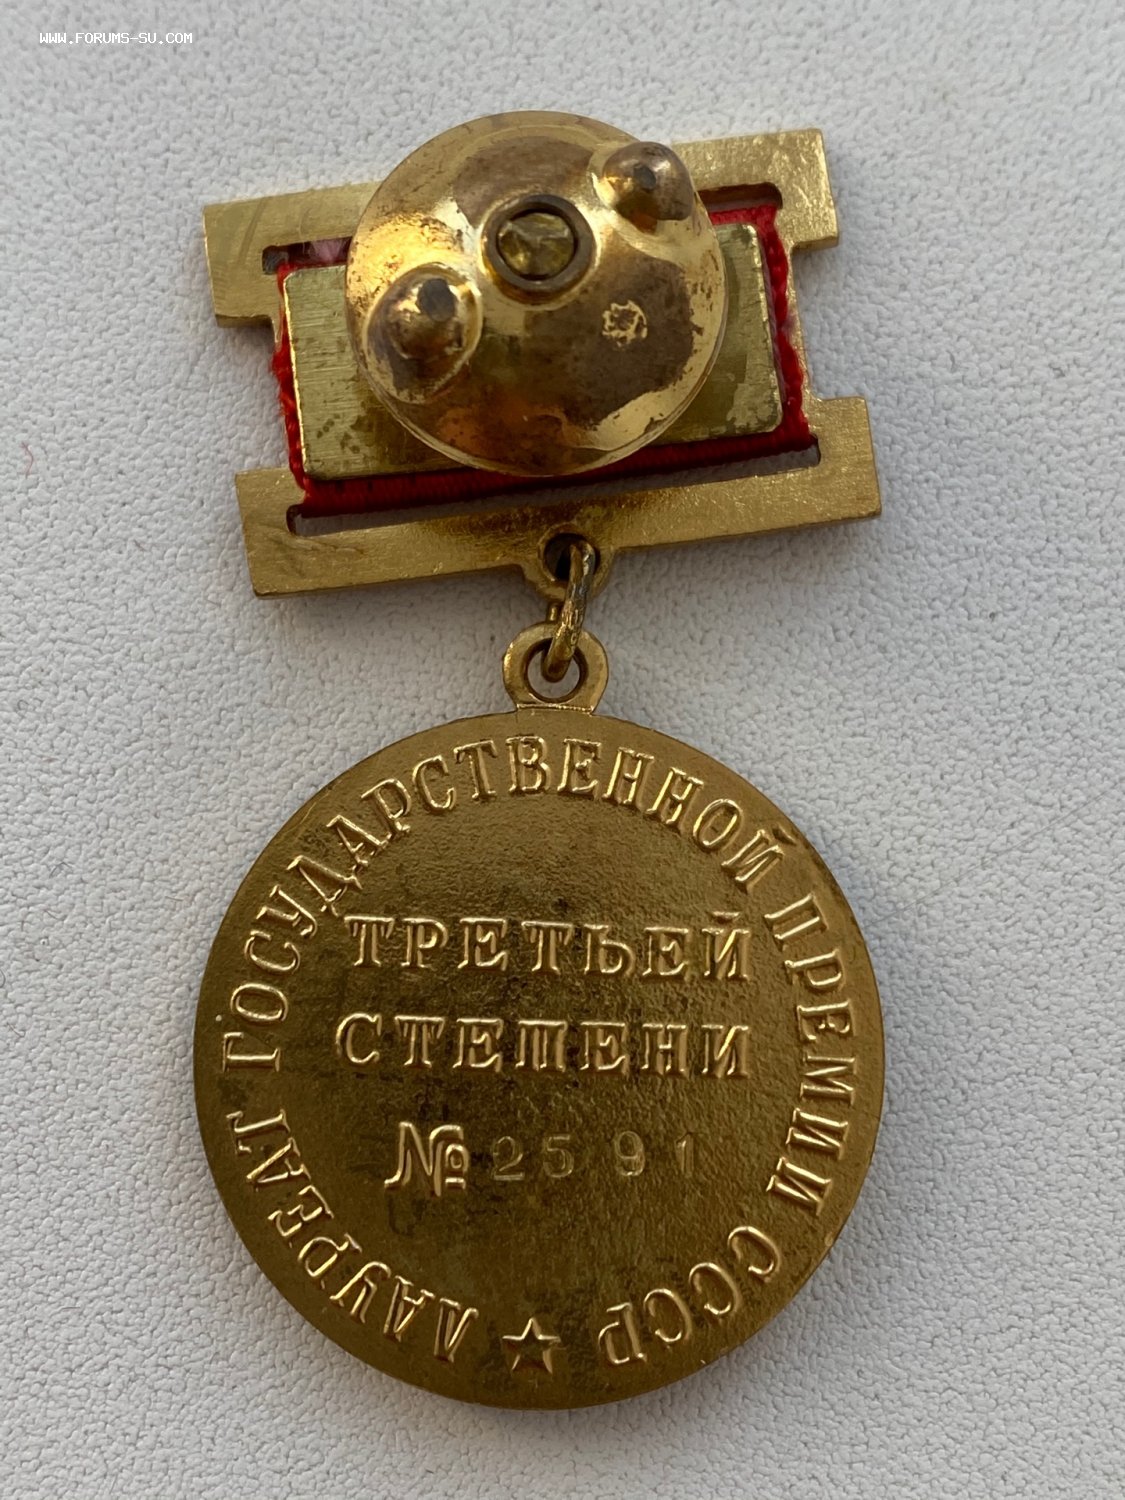 WWW.FORUMS-SU.COM
ЛАУРЕАТ ГОСУДАРСТВЕННОЙ ПРЕМИИ СССР
ТРЕТЬЕЙ
СТЕПЕНИ
№ 2591